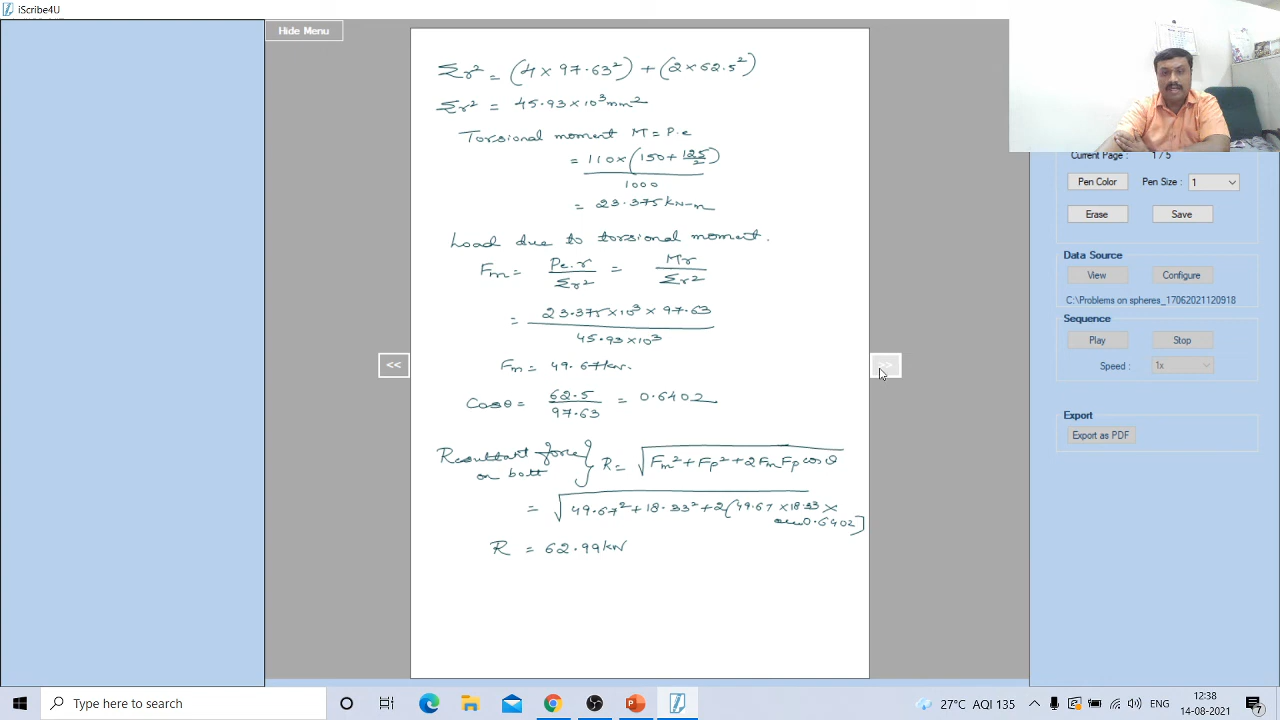 iScribe4U
Hide Menu
Σr² = (4 × 97.63²) + (2 × 62.5²)
Σr² = 45.93 × 10³ mm²
Torsional moment M = P.e
= 110 × (150 + 125/2)
1000
= 23.375 kN-m
Load due to torsional moment.
Fm = Pe.r / Σr² = Mr / Σr²
= 23.375 × 10³ × 97.63
45.93 × 10³
Fm = 49.67 kN.
Cosθ = 62.5 / 97.63 = 0.6402
Resultant force on bolt } R = √Fm² + Fp² + 2FmFp cosθ
= √49.67² + 18.33² + 2(49.67 × 18.33 ×
0.6402]
R = 62.99 kN
<<
>>
Current Page : 1 / 5
Pen Color Pen Size : 1
Erase Save
Data Source
View Configure
C:\Problems on spheres_17062021120918
Sequence
Play Stop
Speed : 1x
Export
Export as PDF
Type here to search
27°C AQI 135
ENG
12:38
14-08-2021
7